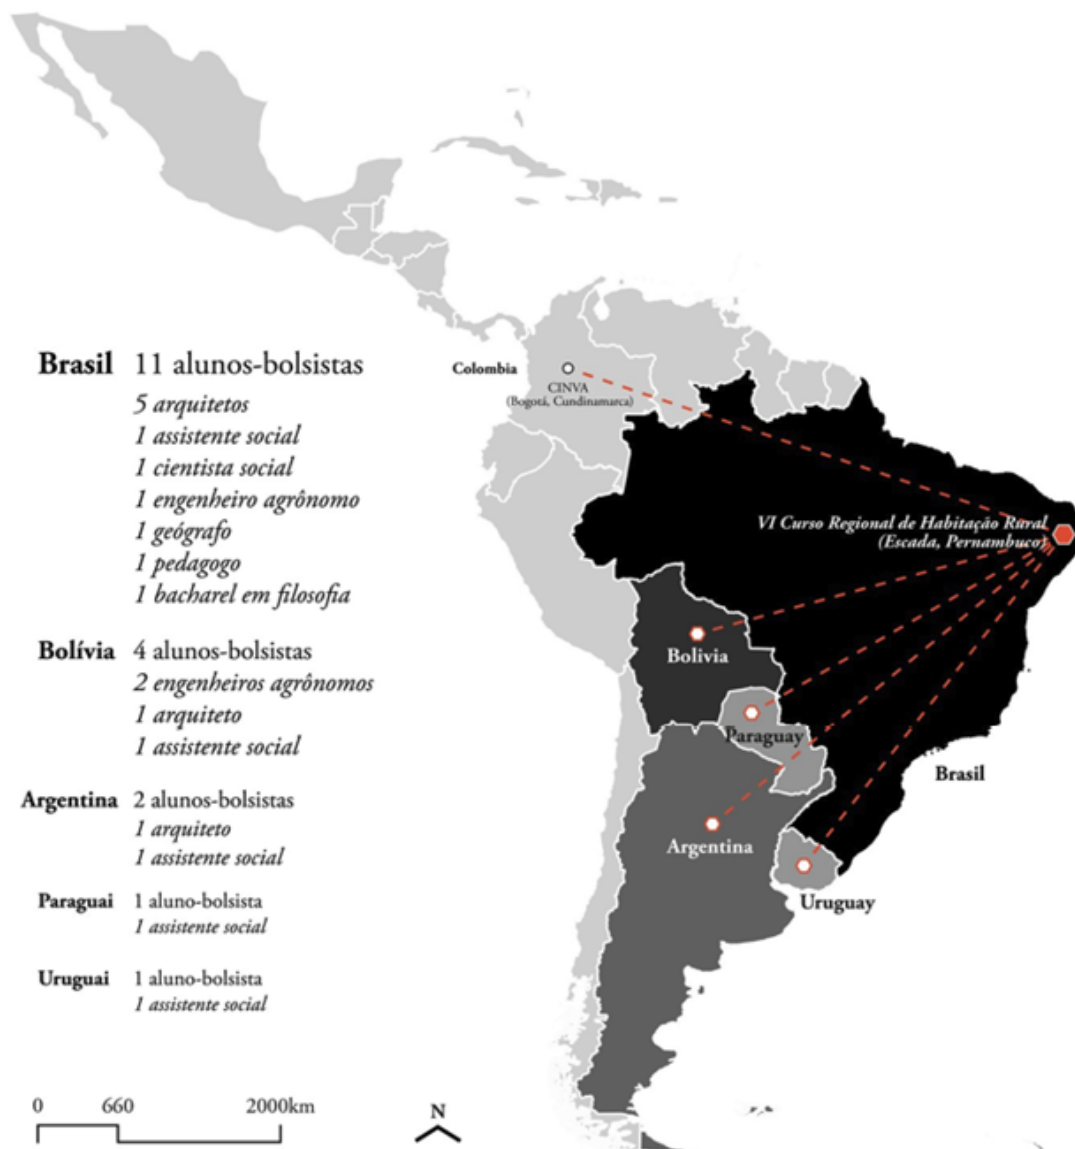 Brasil 11 alunos-bolsistas
5 arquitetos
1 assistente social
1 cientista social
1 engenheiro agrônomo
1 geógrafo
1 pedagogo
1 bacharel em filosofia
Bolívia 4 alunos-bolsistas
2 engenheiros agrônomos
1 arquiteto
1 assistente social
Argentina 2 alunos-bolsistas
1 arquiteto
1 assistente social
Paraguai 1 aluno-bolsista
1 assistente social
Uruguai 1 aluno-bolsista
1 assistente social
Colombia
CINVA
(Bogotá, Cundinamarca)
VI Curso Regional de Habitação Rural
(Escada, Pernambuco)
Bolivia
Paraguay
Brasil
Argentina
Uruguay
0 660 2000km
N